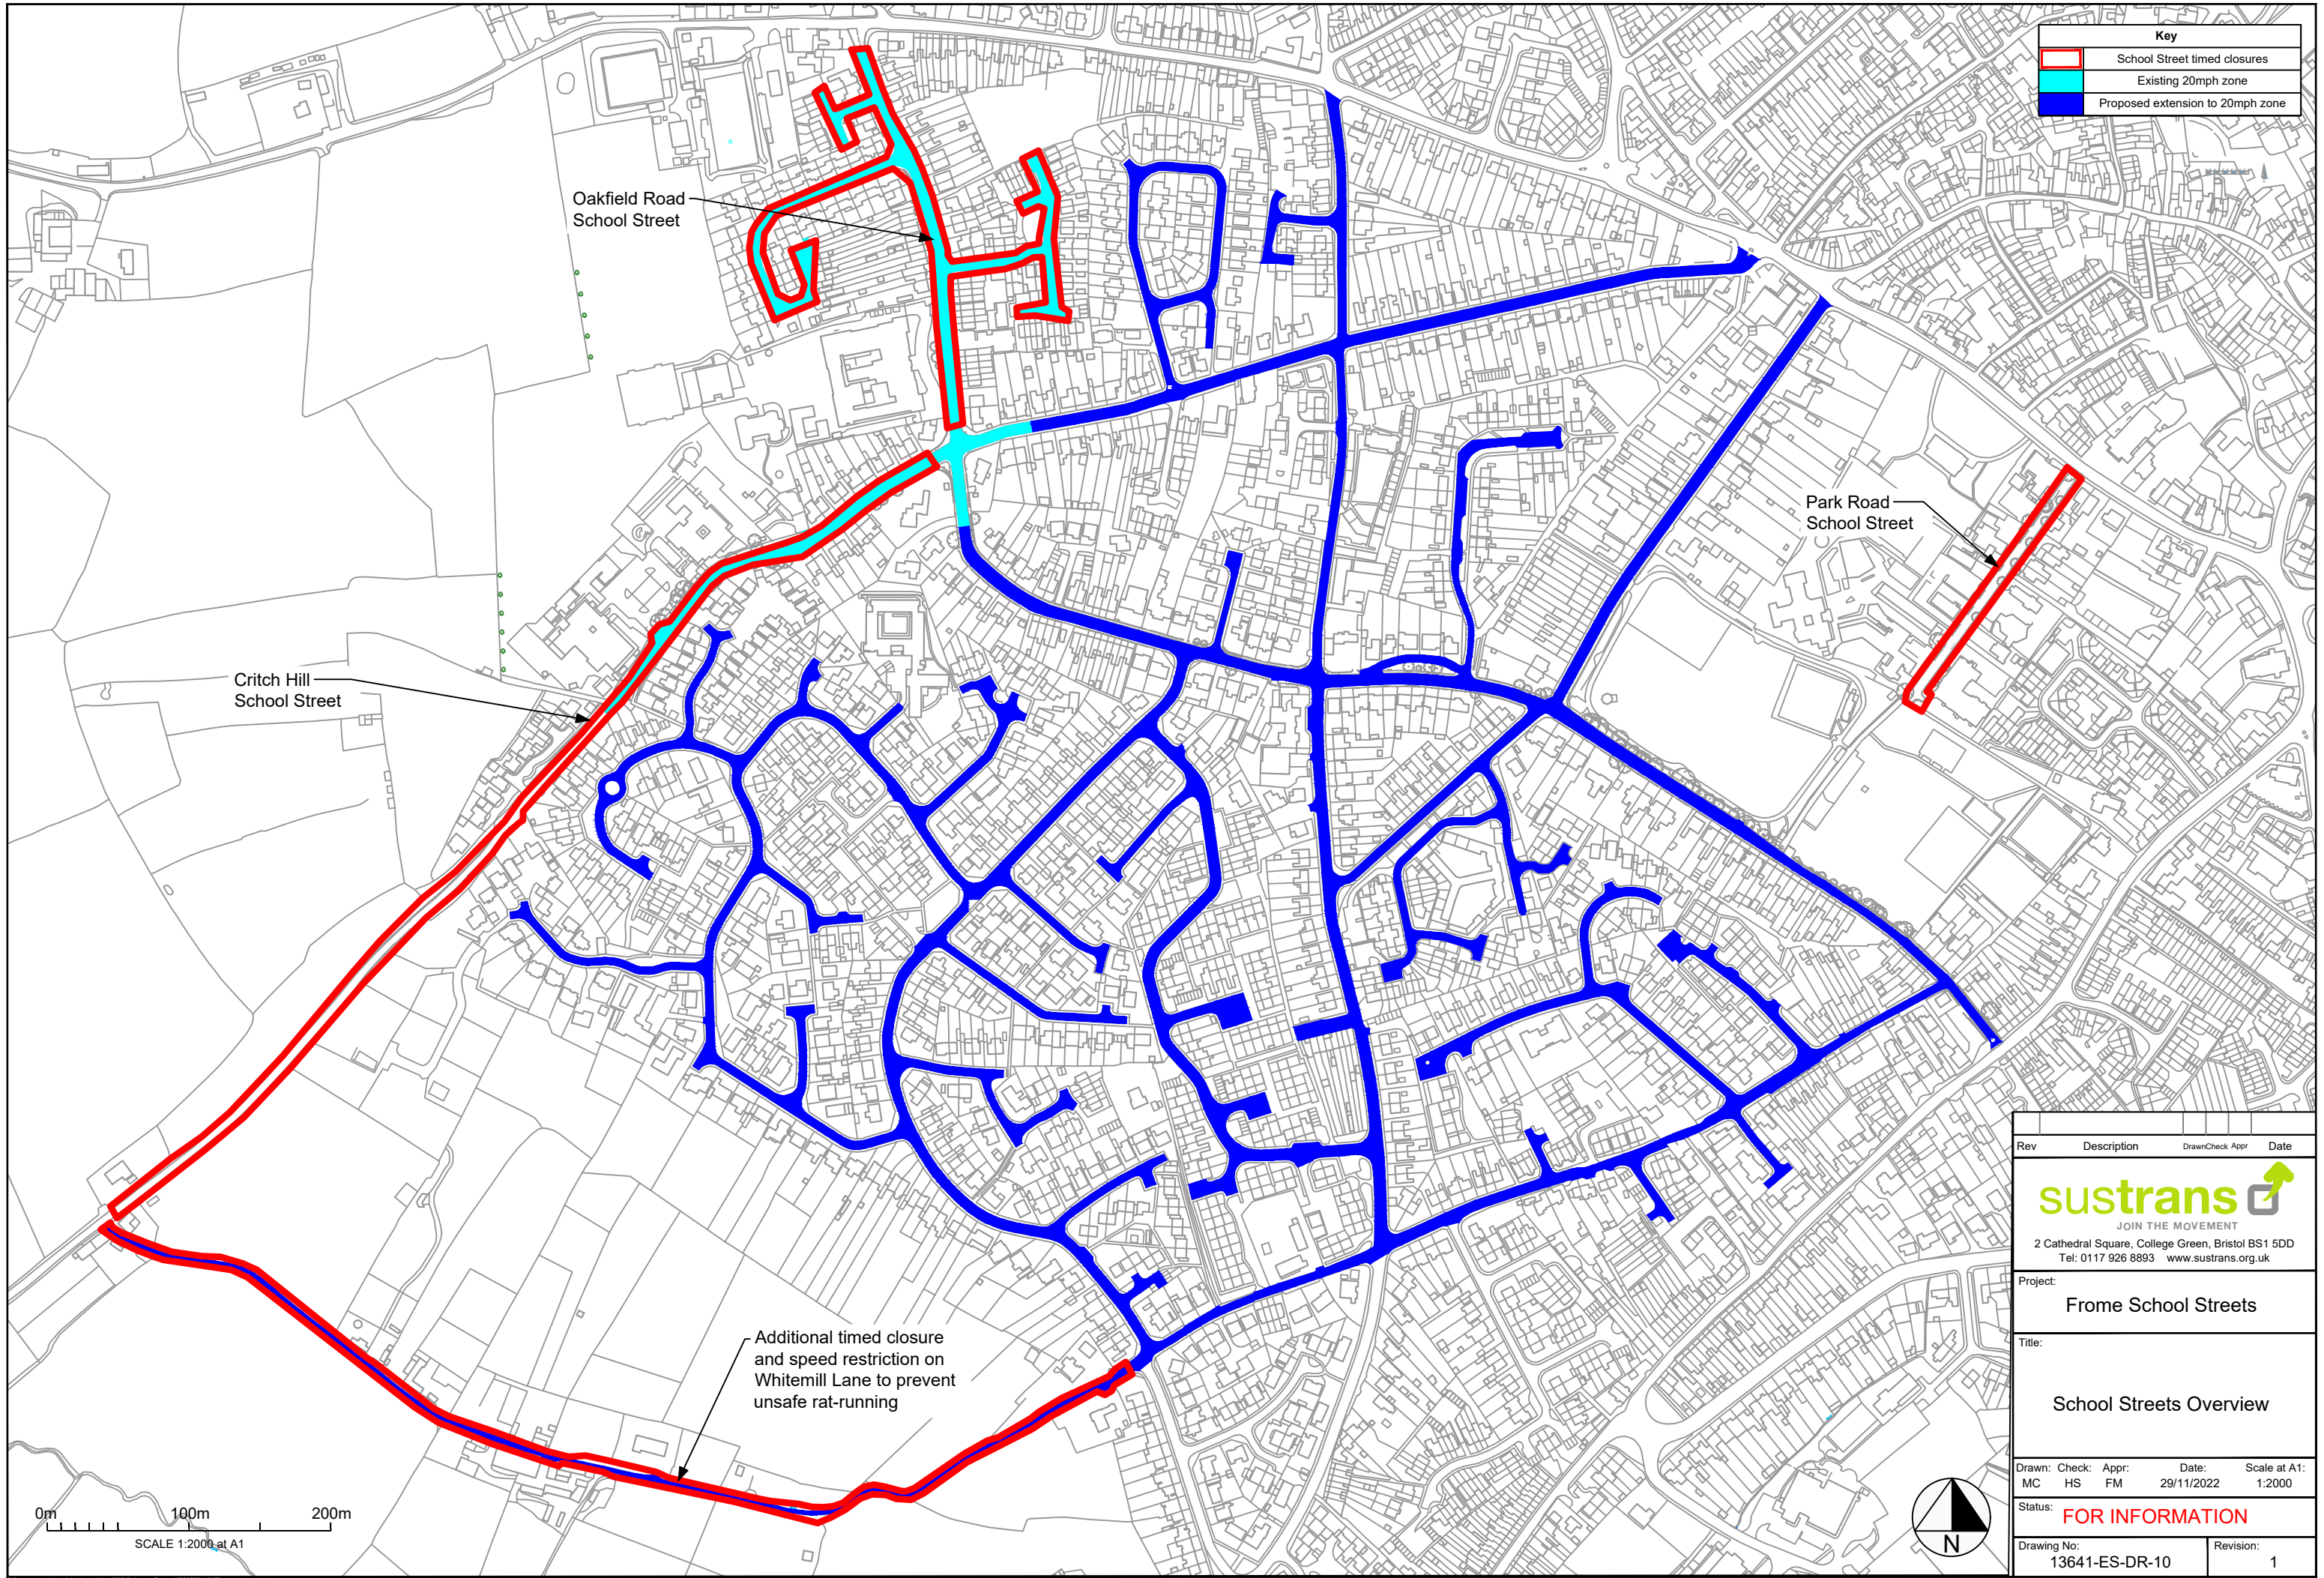 Key
School Street timed closures
Existing 20mph zone
Proposed extension to 20mph zone
Oakfield Road
School Street
Park Road
School Street
Critch Hill
School Street
Additional timed closure
and speed restriction on
Whitemill Lane to prevent
unsafe rat-running
0m 100m 200m
SCALE 1:2000 at A1
N
Rev Description Drawn Check Appr Date
sustrans
JOIN THE MOVEMENT
2 Cathedral Square, College Green, Bristol BS1 5DD
Tel: 0117 926 8893 www.sustrans.org.uk
Project:
Frome School Streets
Title:
School Streets Overview
Drawn: Check: Appr: Date: Scale at A1:
MC HS FM 29/11/2022 1:2000
Status: FOR INFORMATION
Drawing No: Revision:
13641-ES-DR-10 1